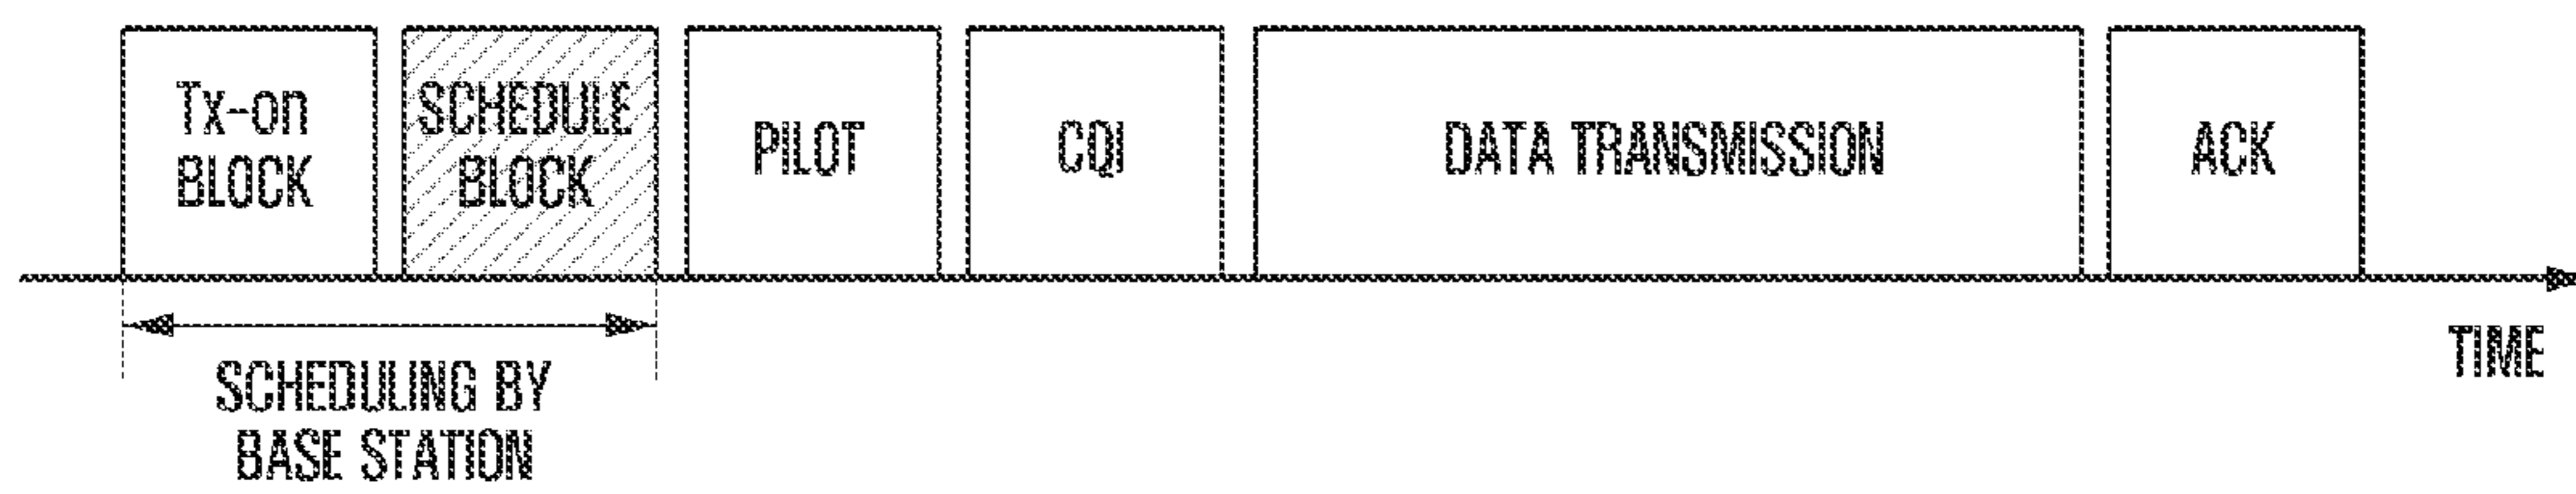 Tx-on
BLOCK
SCHEDULE
BLOCK
PILOT
CQI
DATA TRANSMISSION
ACK
TIME
SCHEDULING BY
BASE STATION